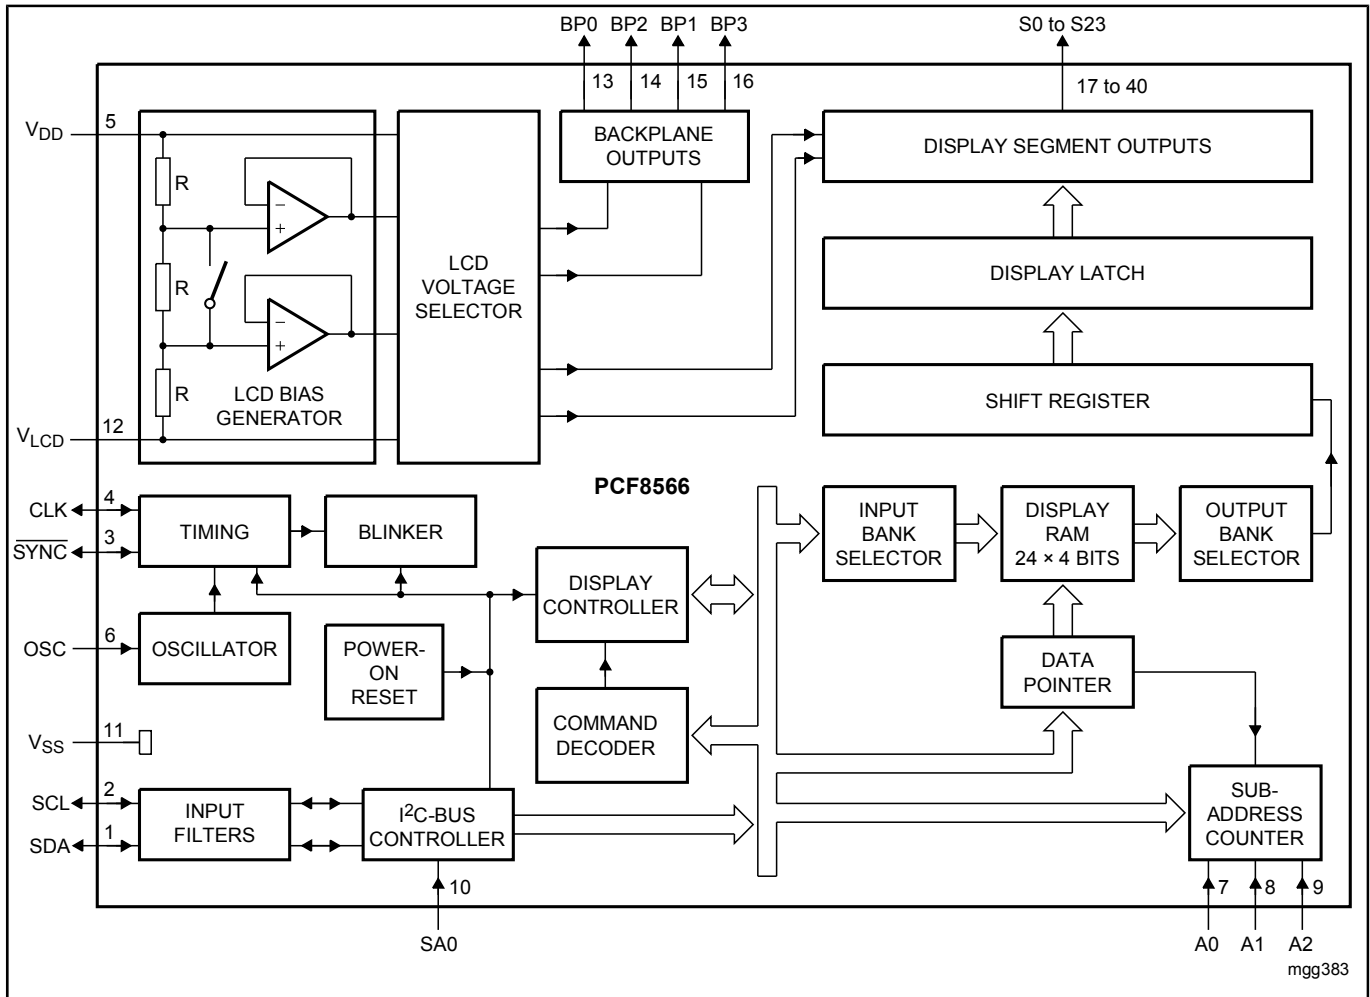 BP0 BP2 BP1 BP3
S0 to S23
13 14 15 16
17 to 40
VDD
5
BACKPLANE
OUTPUTS
DISPLAY SEGMENT OUTPUTS
R
−
+
R
−
+
R
LCD BIAS
GENERATOR
LCD
VOLTAGE
SELECTOR
DISPLAY LATCH
SHIFT REGISTER
VLCD
12
PCF8566
CLK
4
SYNC
3
TIMING
BLINKER
INPUT
BANK
SELECTOR
DISPLAY
RAM
24 × 4 BITS
OUTPUT
BANK
SELECTOR
DISPLAY
CONTROLLER
OSC
6
OSCILLATOR
POWER-
ON
RESET
DATA
POINTER
COMMAND
DECODER
VSS
11
SCL
2
SDA
1
INPUT
FILTERS
I2C-BUS
CONTROLLER
SUB-
ADDRESS
COUNTER
10
7 8 9
SA0
A0 A1 A2
mgg383